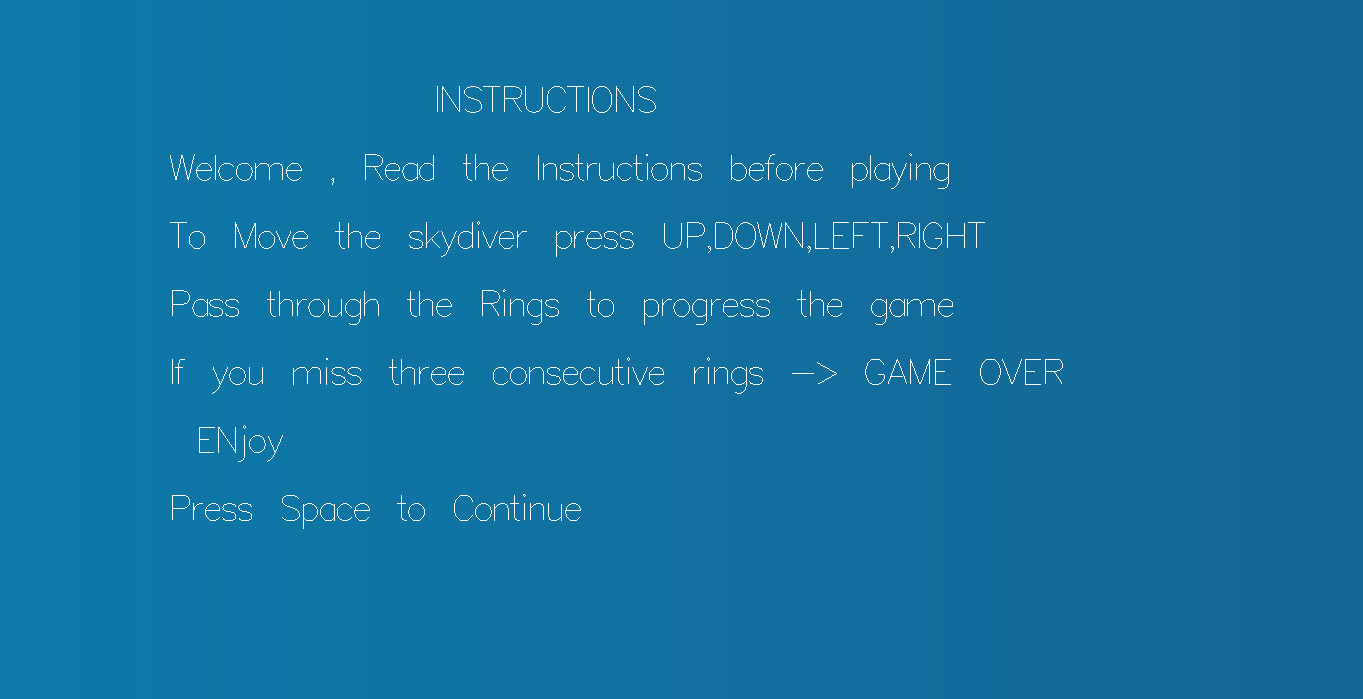 INSTRUCTIONS
Welcome , Read the Instructions before playing
To Move the skydiver press UP,DOWN,LEFT,RIGHT
Pass through the Rings to progress the game
If you miss three consecutive rings —> GAME OVER
ENjoy
Press Space to Continue